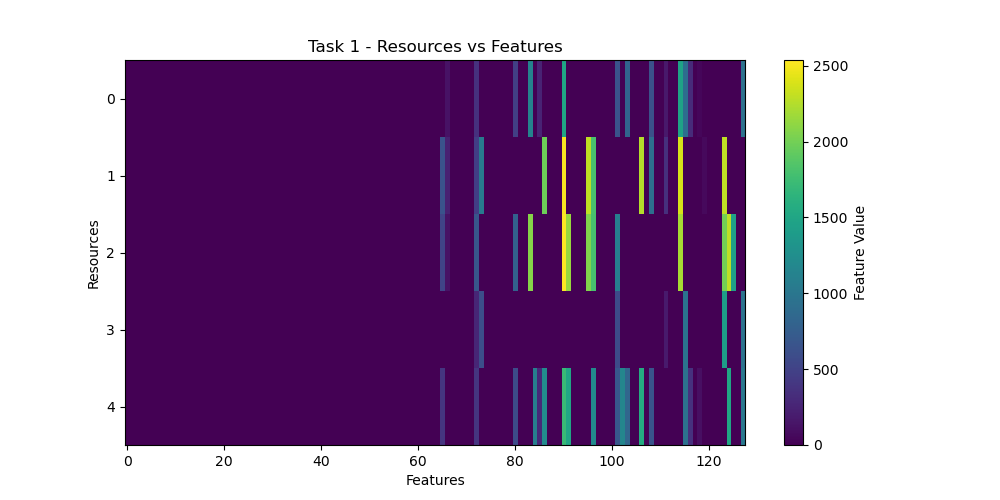 Task 1 - Resources vs Features
0
1
2
3
4
Resources
0 20 40 60 80 100 120
Features
2500
2000
1500
1000
500
0
Feature Value